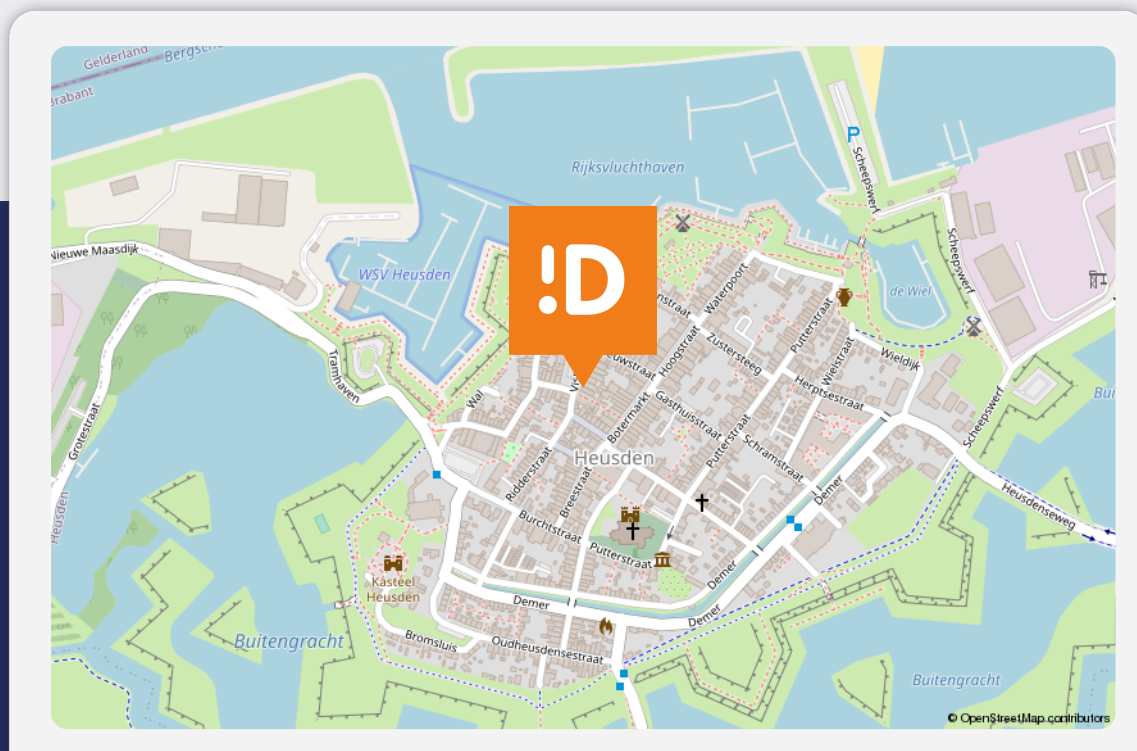 Gelderland
Brabant
Rijksvluchthaven
P
Scheepswerf
Nieuwe Maasdijk
WSV Heusden
!D
Waterpoort
Scheepswerf
de Wiel
Putterstraat
Hoogstraat
Zustersteeg
Wielstraat
Wieldijk
Tramhaven
Wal
Herptsestraat
Grotestraat
Botermarkt
Gasthuisstraat
Putterstraat
Schramstraat
Scheepswerf
Heusden
Ridderstraat
Breestraat
Demer
Heusdenseweg
Heusden
Burchtstraat
Putterstraat
Kasteel
Heusden
Demer
Demer
Demer
Bromsluis
Oudheusdensestraat
Buitengracht
Buitengracht
© OpenStreetMap contributors